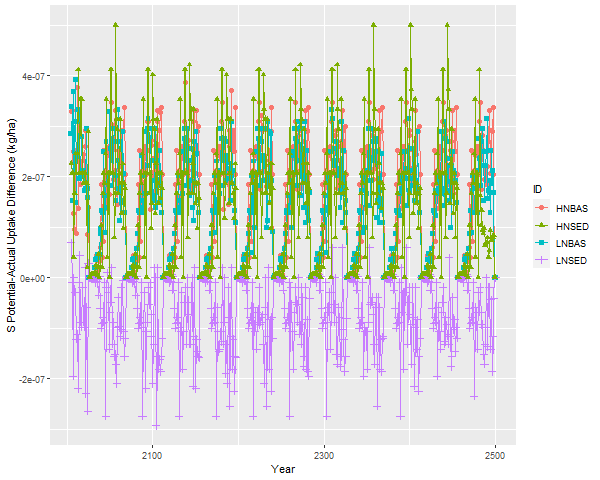 S Potential-Actual Uptake Difference (kg/ha)
4e-07
2e-07
0e+00
-2e-07
2100
2300
2500
Year
ID
HNBAS
HNSED
LNBAS
LNSED